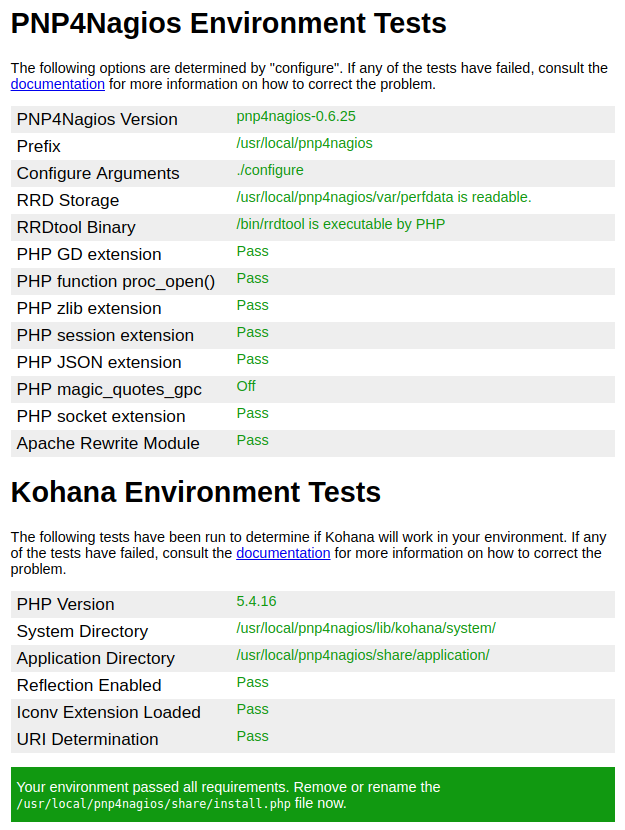 PNP4Nagios Environment Tests
The following options are determined by "configure". If any of the tests have failed, consult the
documentation for more information on how to correct the problem.
PNP4Nagios Version pnp4nagios-0.6.25
Prefix /usr/local/pnp4nagios
Configure Arguments ./configure
RRD Storage /usr/local/pnp4nagios/var/perfdata is readable.
RRDtool Binary /bin/rrdtool is executable by PHP
PHP GD extension Pass
PHP function proc_open() Pass
PHP zlib extension Pass
PHP session extension Pass
PHP JSON extension Pass
PHP magic_quotes_gpc Off
PHP socket extension Pass
Apache Rewrite Module Pass
Kohana Environment Tests
The following tests have been run to determine if Kohana will work in your environment. If any
of the tests have failed, consult the documentation for more information on how to correct the
problem.
PHP Version 5.4.16
System Directory /usr/local/pnp4nagios/lib/kohana/system/
Application Directory /usr/local/pnp4nagios/share/application/
Reflection Enabled Pass
Iconv Extension Loaded Pass
URI Determination Pass
Your environment passed all requirements. Remove or rename the
/usr/local/pnp4nagios/share/install.php file now.